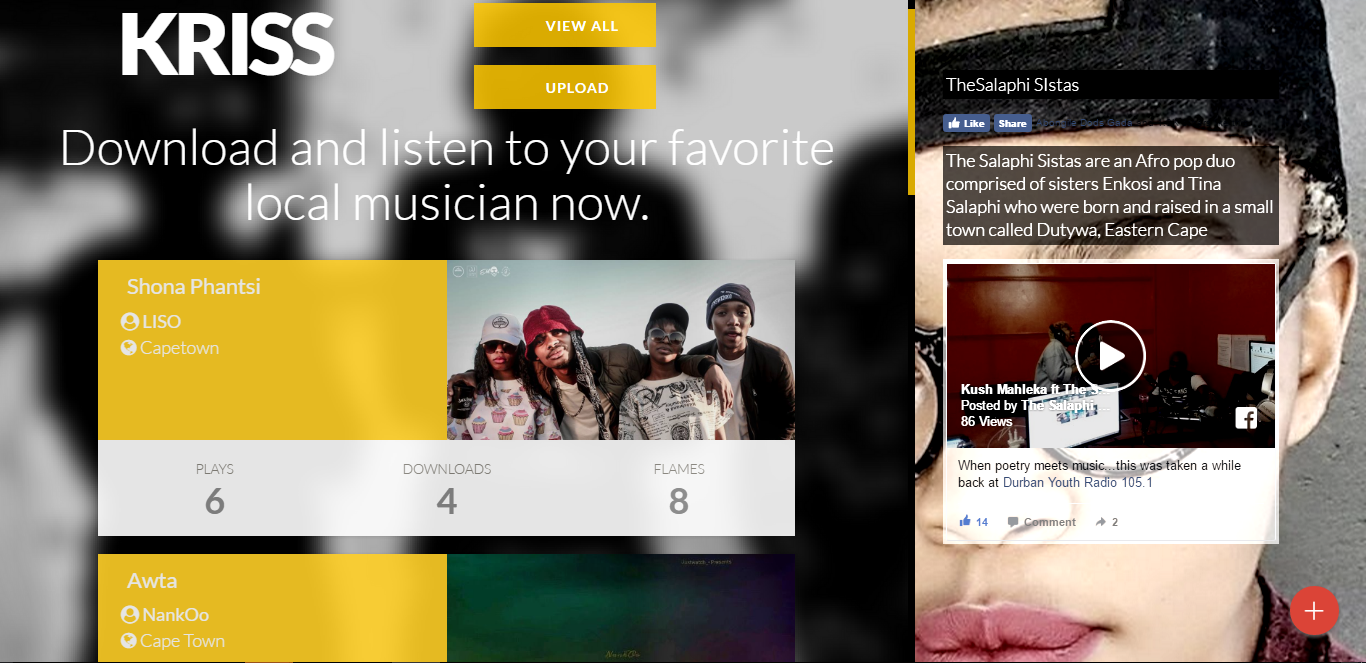 KRISS
VIEW ALL
UPLOAD
Download and listen to your favorite
local musician now.
Shona Phantsi
LISO
Capetown
PLAYS
6
DOWNLOADS
4
FLAMES
8
Awta
NankOo
Cape Town
TheSalaphi SIstas
Like
Share
The Salaphi Sistas are an Afro pop duo
comprised of sisters Enkosi and Tina
Salaphi who were born and raised in a small
town called Dutywa, Eastern Cape
Kush Mahleka ft The S...
Posted by The Salaphi ...
86 Views
When poetry meets music...this was taken a while
back at Durban Youth Radio 105.1
14
Comment
2